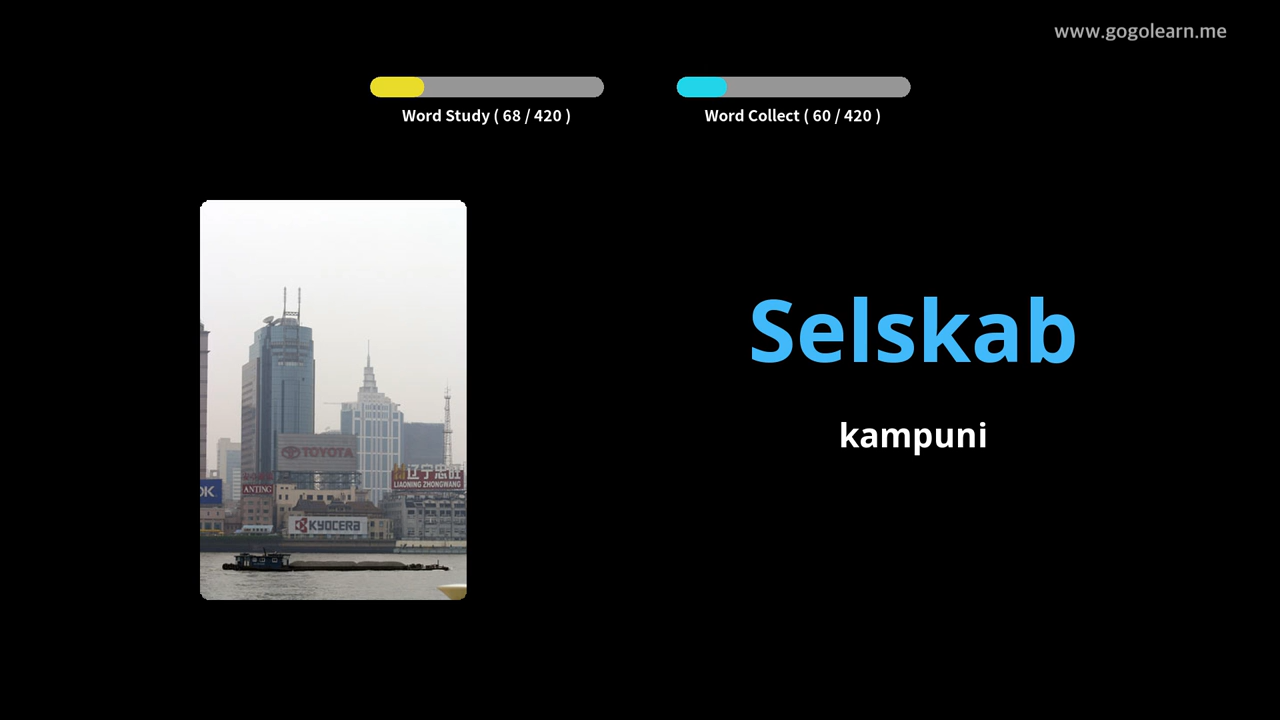 www.gogolearn.me
Word Study ( 68 / 420 )
Word Collect ( 60 / 420 )
Selskab
kampuni
TOYOTA
辽宁忠旺
LIAONING ZHONGWANG
OK
ANTING
KYOCERA